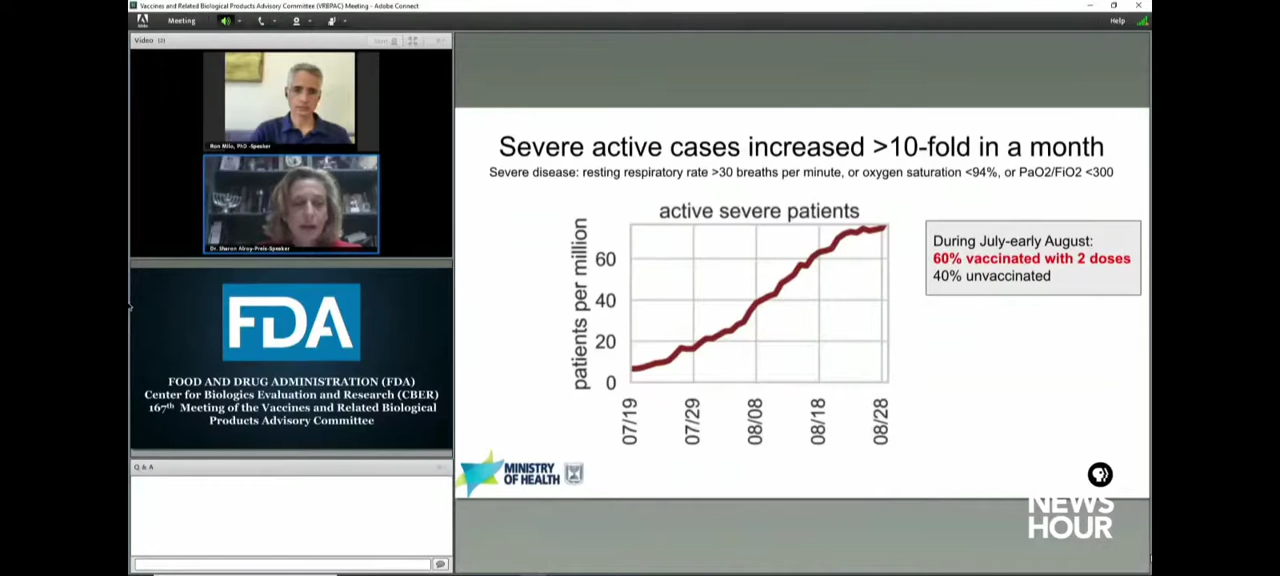 Vaccines and Related Biological Products Advisory Committee (VRBPAC) Meeting - Adobe Connect
Meeting
Help
Video
Ron Milo, PhD -Speaker
Dr. Sharon Alroy-Preis-Speaker
FDA
FOOD AND DRUG ADMINISTRATION (FDA)
Center for Biologics Evaluation and Research (CBER)
167th Meeting of the Vaccines and Related Biological
Products Advisory Committee
Q & A
Severe active cases increased >10-fold in a month
Severe disease: resting respiratory rate >30 breaths per minute, or oxygen saturation <94%, or PaO2/FiO2 <300
active severe patients
patients per million
60
40
20
0
07/19
07/29
08/08
08/18
08/28
During July-early August:
60% vaccinated with 2 doses
40% unvaccinated
MINISTRY
OF HEALTH
NEWS
HOUR